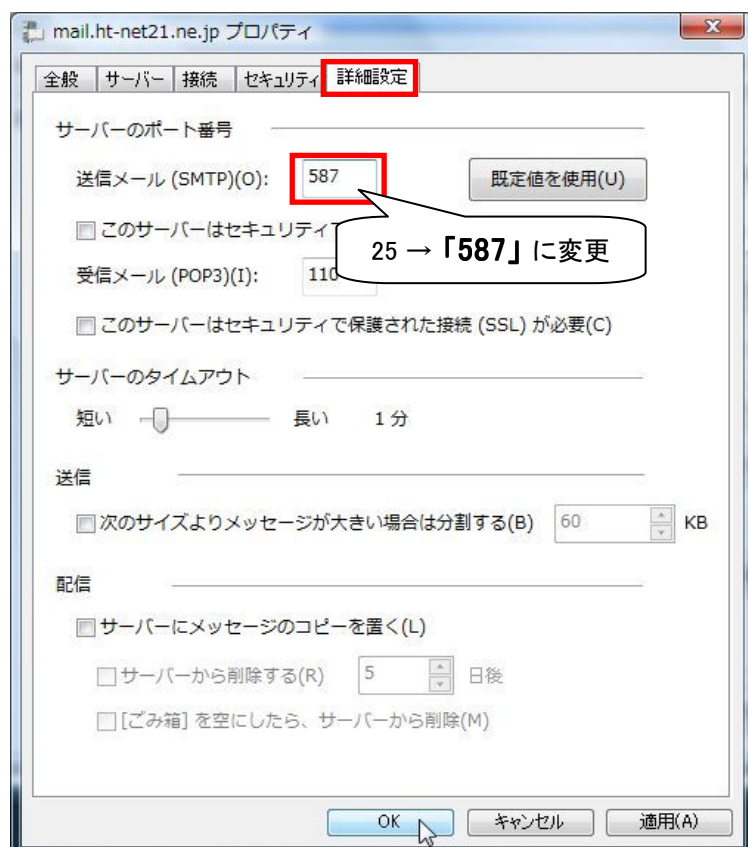 mail.ht-net21.ne.jp プロパティ
全般 サーバー 接続 セキュリティ 詳細設定
サーバーのポート番号
送信メール (SMTP)(O): 587 既定値を使用(U)
このサーバーはセキュリティ
25 → 「587」に変更
受信メール (POP3)(I): 110
このサーバーはセキュリティで保護された接続 (SSL) が必要(C)
サーバーのタイムアウト
短い 長い 1 分
送信
次のサイズよりメッセージが大きい場合は分割する(B) 60 KB
配信
サーバーにメッセージのコピーを置く(L)
サーバーから削除する(R) 5 日後
[ごみ箱] を空にしたら、サーバーから削除(M)
OK キャンセル 適用(A)